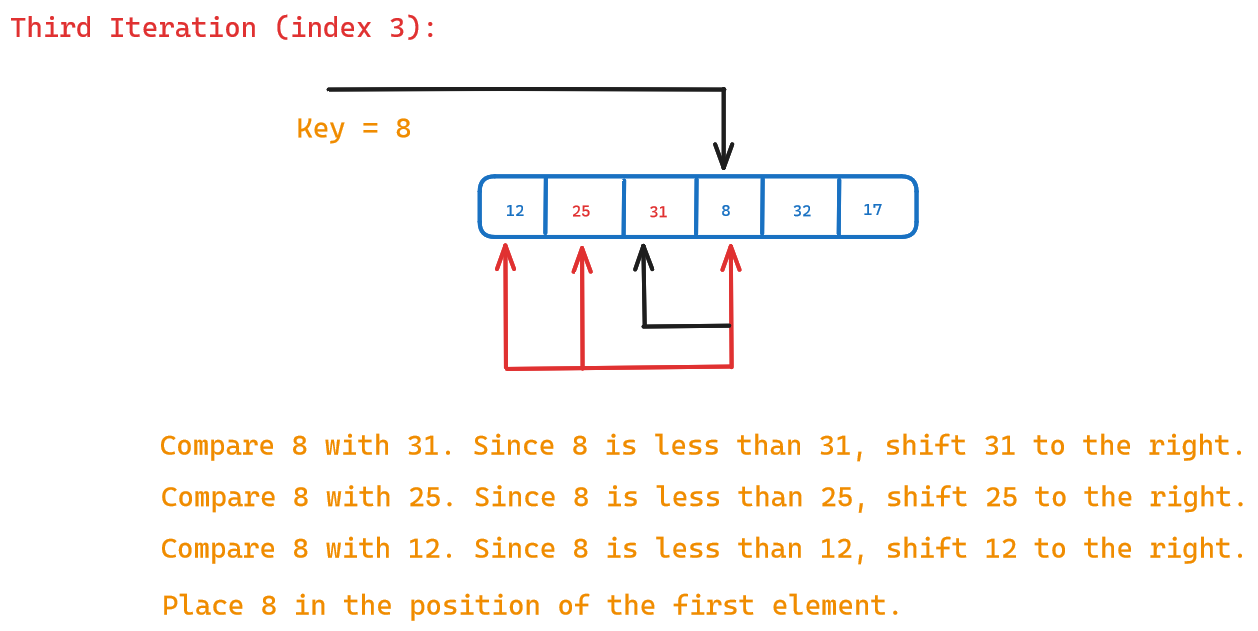 Third Iteration (index 3):
Key = 8
12 25 31 8 32 17
Compare 8 with 31. Since 8 is less than 31, shift 31 to the right.
Compare 8 with 25. Since 8 is less than 25, shift 25 to the right.
Compare 8 with 12. Since 8 is less than 12, shift 12 to the right.
Place 8 in the position of the first element.